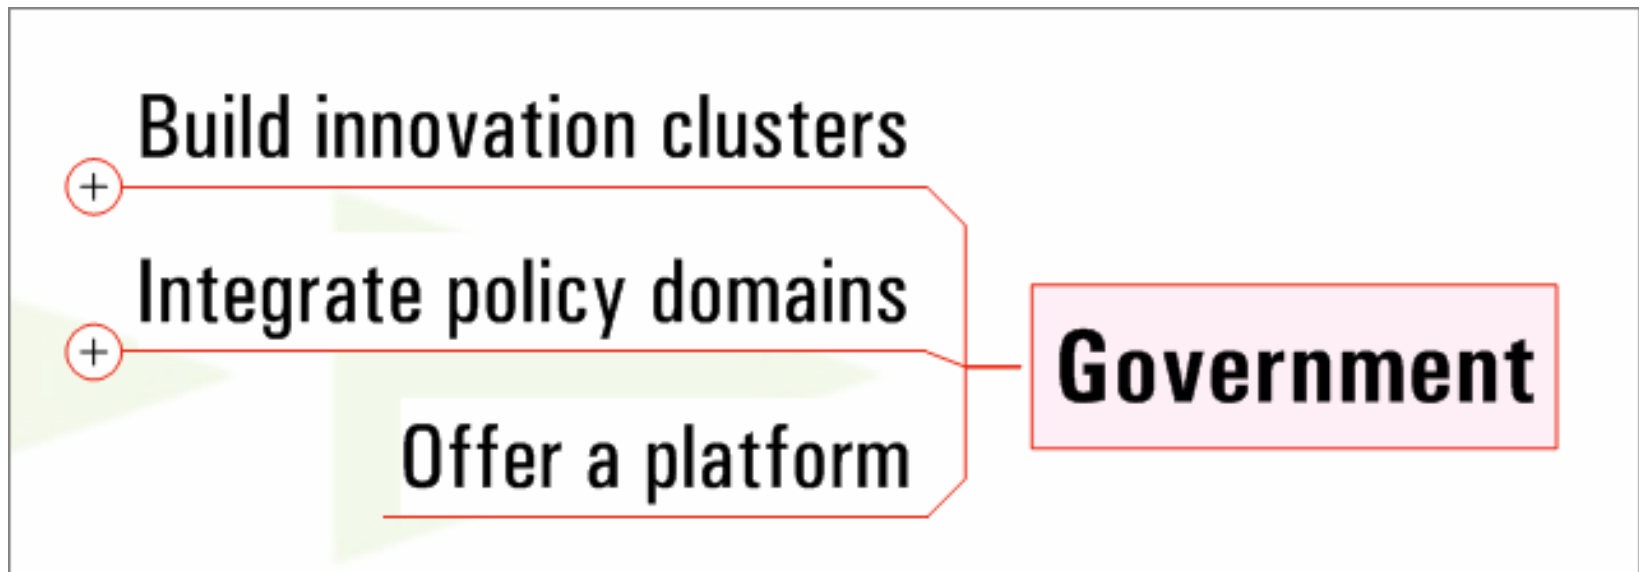 Build innovation clusters
Integrate policy domains
Offer a platform
Government